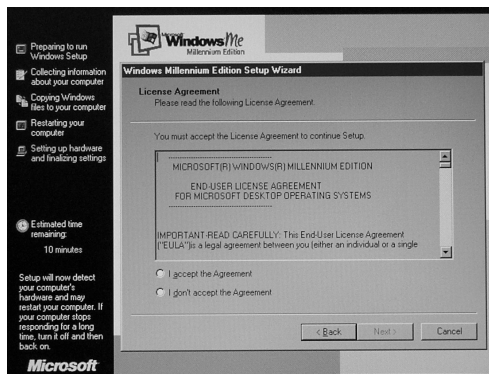 Preparing to run
Windows Setup
Collecting information
about your computer
Copying Windows
files to your computer
Restarting your
computer
Setting up hardware
and finalizing settings
Estimated time
remaining:
10 minutes
Setup will now detect
your computer's
hardware and may
restart your computer. If
your computer stops
responding for a long
time, turn it off and then
back on.
Microsoft
Windows Me
Millennium Edition
Windows Millennium Edition Setup Wizard
License Agreement
Please read the following License Agreement.
You must accept the License Agreement to continue Setup.
MICROSOFT(R) WINDOWS(R) MILLENNIUM EDITION
END-USER LICENSE AGREEMENT
FOR MICROSOFT DESKTOP OPERATING SYSTEMS
IMPORTANT-READ CAREFULLY: This End-User License Agreement
("EULA")is a legal agreement between you (either an individual or a single
I accept the Agreement
I don't accept the Agreement
< Back
Next >
Cancel